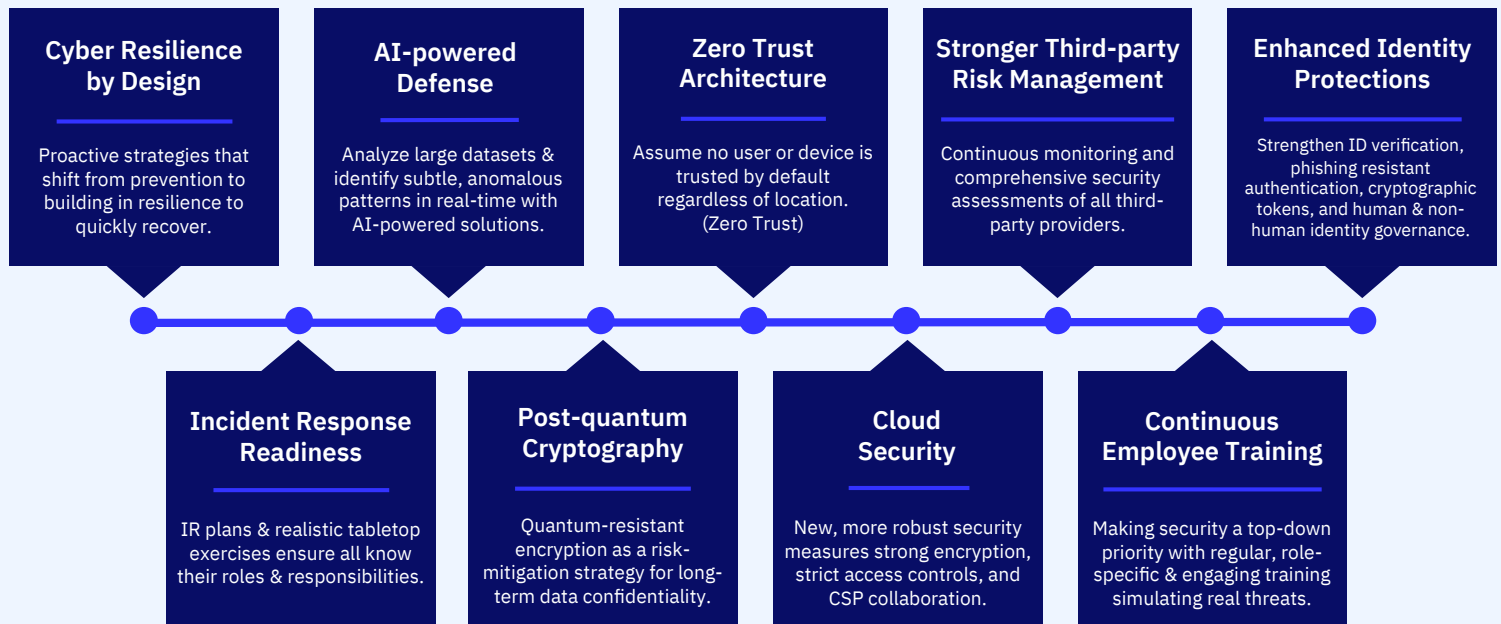 Cyber Resilience
by Design
Proactive strategies that
shift from prevention to
building in resilience to
quickly recover.
AI-powered
Defense
Analyze large datasets &
identify subtle, anomalous
patterns in real-time with
AI-powered solutions.
Zero Trust
Architecture
Assume no user or device is
trusted by default
regardless of location.
(Zero Trust)
Stronger Third-party
Risk Management
Continuous monitoring and
comprehensive security
assessments of all third-
party providers.
Enhanced Identity
Protections
Strengthen ID verification,
phishing resistant
authentication, cryptographic
tokens, and human & non-
human identity governance.
Incident Response
Readiness
IR plans & realistic tabletop
exercises ensure all know
their roles & responsibilities.
Post-quantum
Cryptography
Quantum-resistant
encryption as a risk-
mitigation strategy for long-
term data confidentiality.
Cloud
Security
New, more robust security
measures strong encryption,
strict access controls, and
CSP collaboration.
Continuous
Employee Training
Making security a top-down
priority with regular, role-
specific & engaging training
simulating real threats.